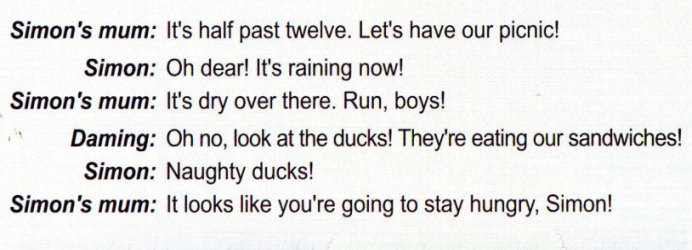 Simon's mum: It's half past twelve. Let's have our picnic!
Simon: Oh dear! It's raining now!
Simon's mum: It's dry over there. Run, boys!
Daming: Oh no, look at the ducks! They're eating our sandwiches!
Simon: Naughty ducks!
Simon's mum: It looks like you're going to stay hungry, Simon!